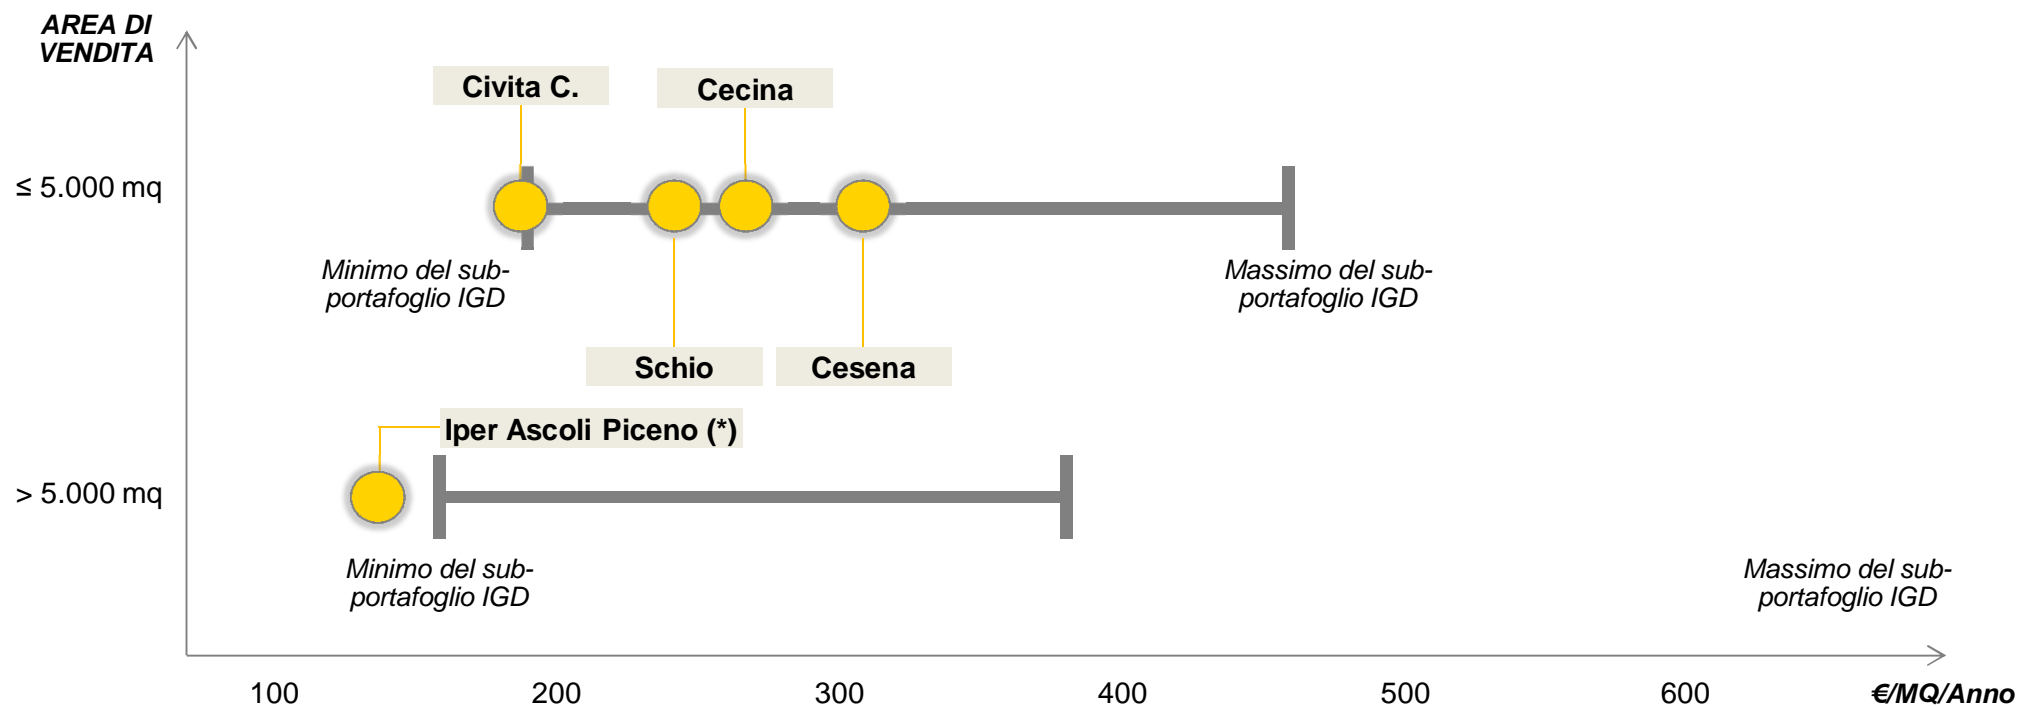 AREA DI
VENDITA
Civita C.
Cecina
≤ 5.000 mq
Minimo del sub-
portafoglio IGD
Massimo del sub-
portafoglio IGD
Schio
Cesena
Iper Ascoli Piceno (*)
> 5.000 mq
Minimo del sub-
portafoglio IGD
Massimo del sub-
portafoglio IGD
100 200 300 400 500 600 €/MQ/Anno